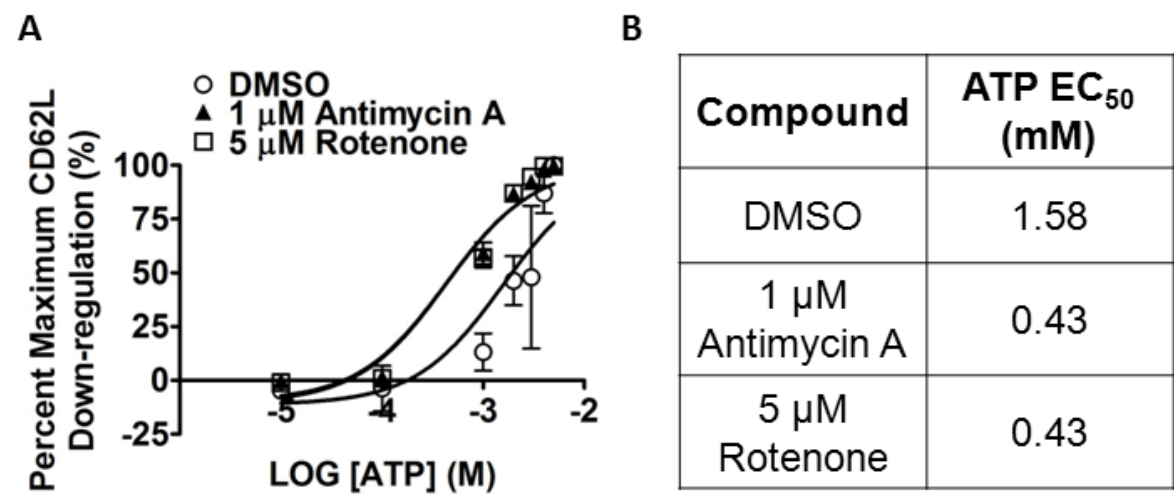 A
DMSO
1 μM Antimycin A
5 μM Rotenone
Percent Maximum CD62L
Down-regulation (%)
100
75
50
25
0
-25
-5
-4
-3
-2
LOG [ATP] (M)
B
Compound
ATP EC₅₀
(mM)
DMSO
1.58
1 μM
Antimycin A
0.43
5 μM
Rotenone
0.43